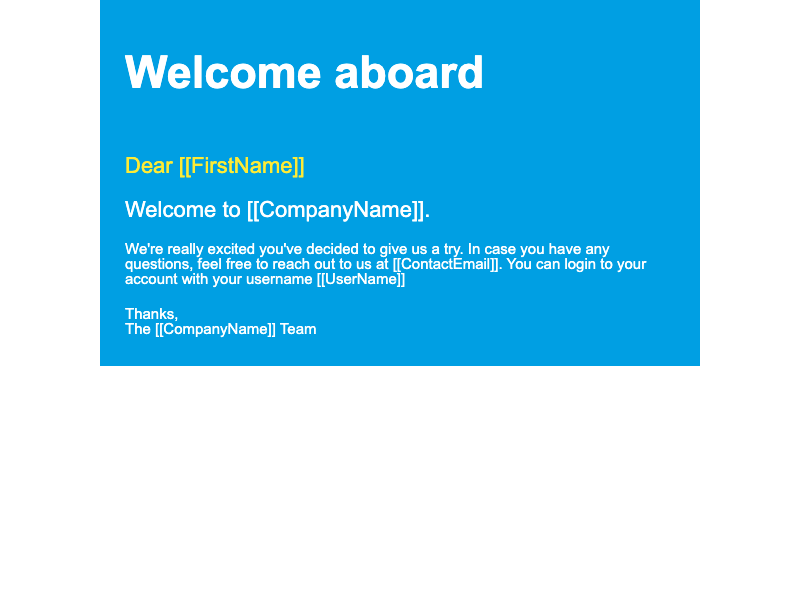 Welcome aboard
Dear [[FirstName]]
Welcome to [[CompanyName]].
We're really excited you've decided to give us a try. In case you have any
questions, feel free to reach out to us at [[ContactEmail]]. You can login to your
account with your username [[UserName]]
Thanks,
The [[CompanyName]] Team